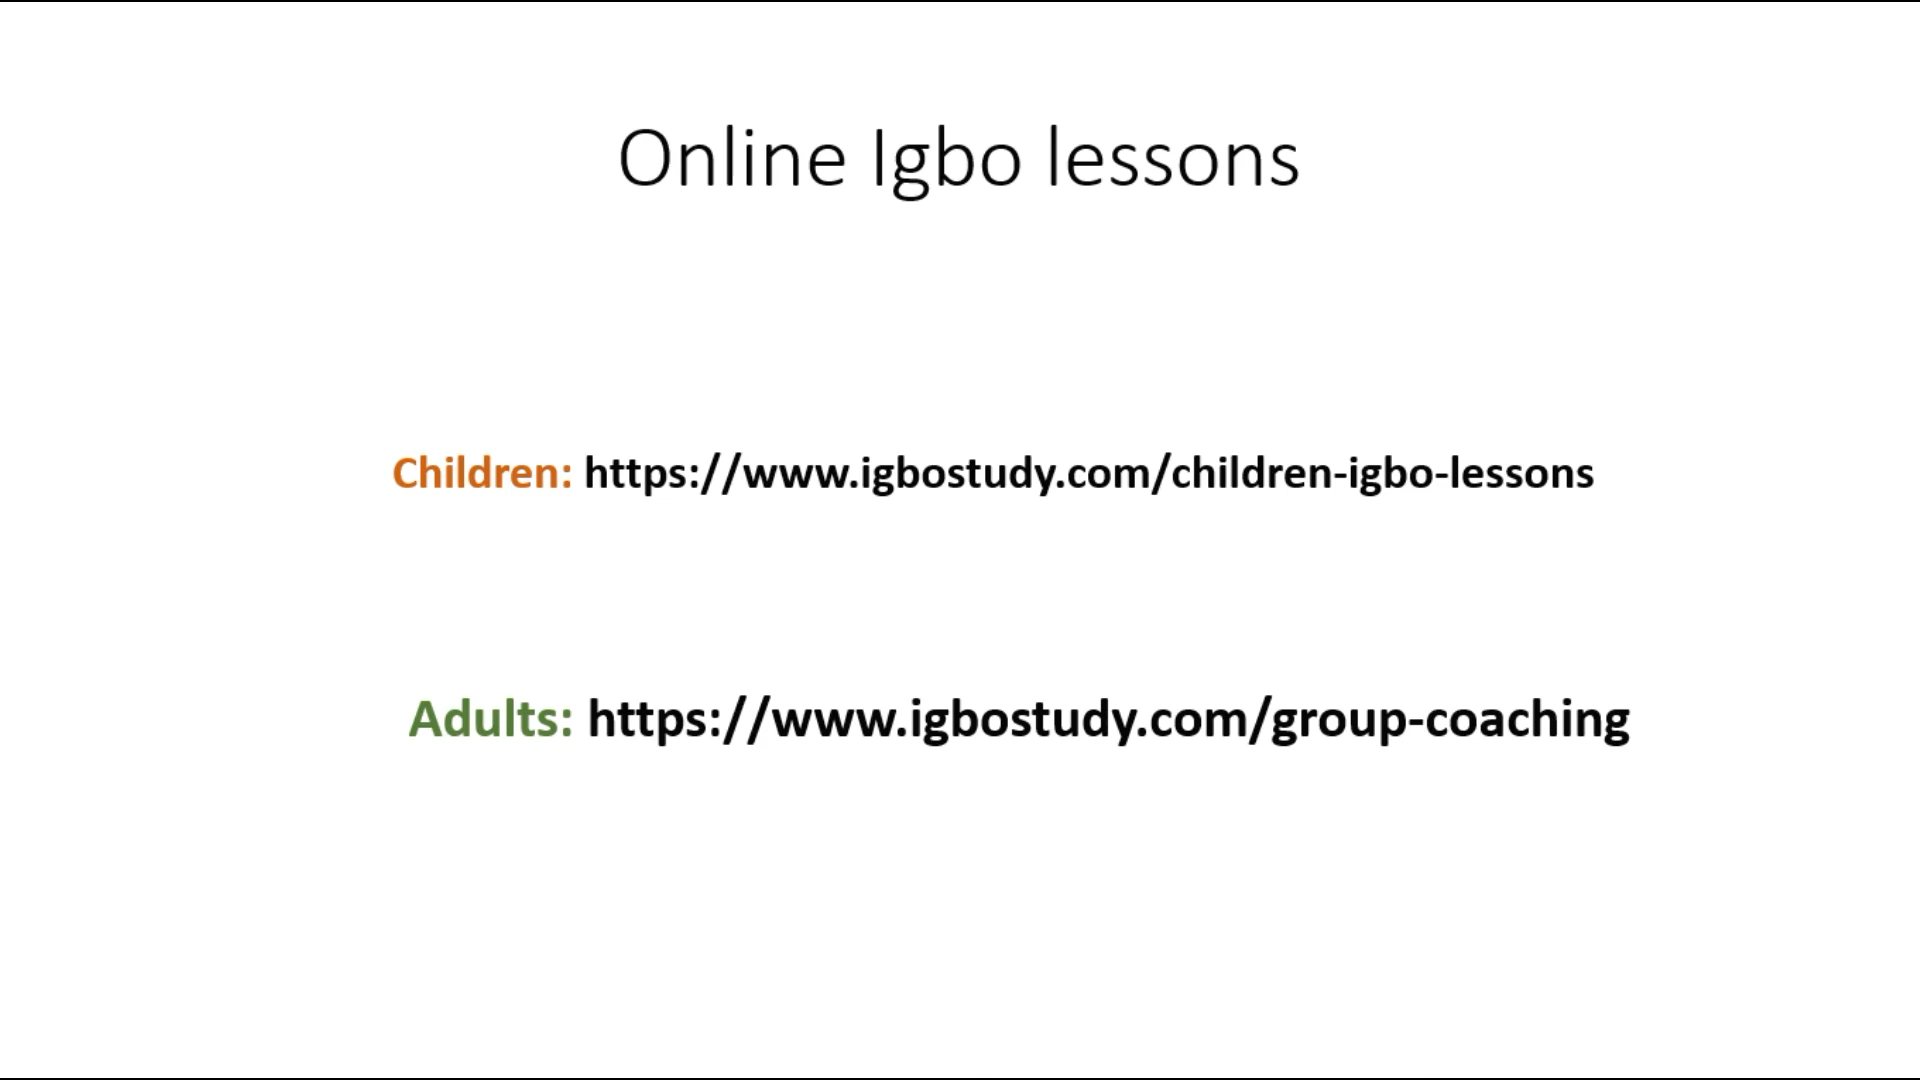 Online Igbo lessons
Children: https://www.igbostudy.com/children-igbo-lessons
Adults: https://www.igbostudy.com/group-coaching